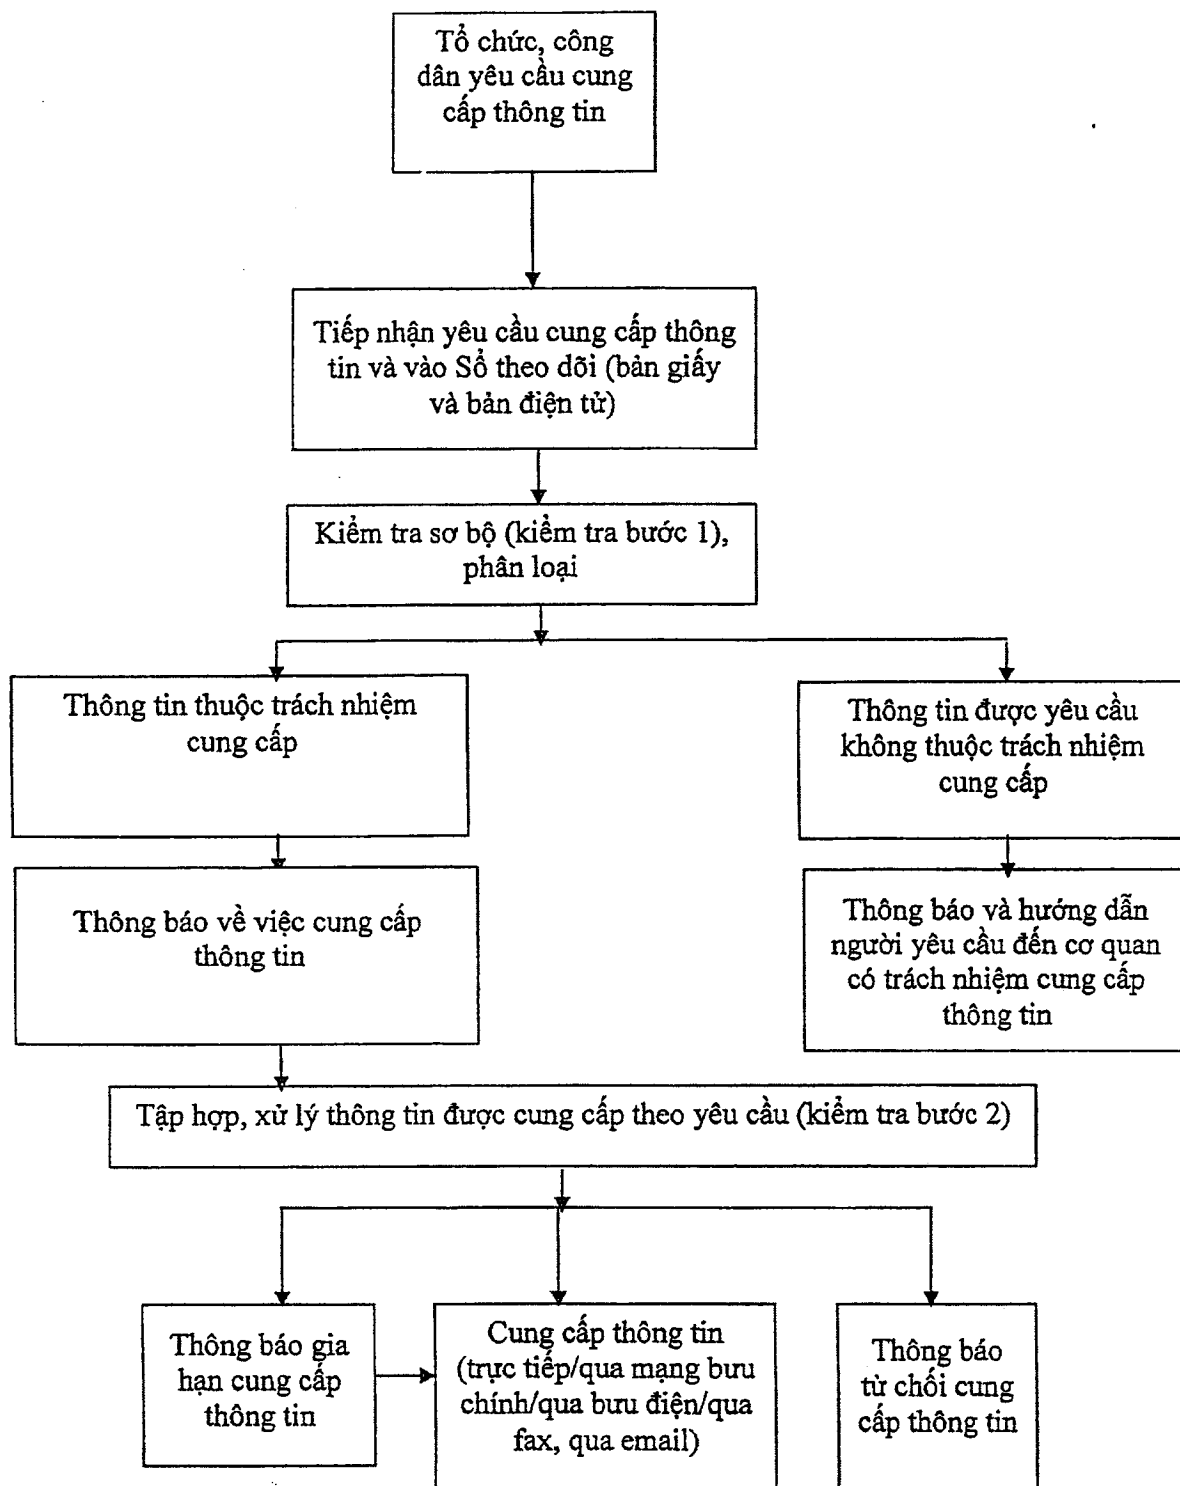 Tổ chức, công
dân yêu cầu cung
cấp thông tin
Tiếp nhận yêu cầu cung cấp thông
tin và vào Sổ theo dõi (bản giấy
và bản điện tử)
Kiểm tra sơ bộ (kiểm tra bước 1),
phân loại
Thông tin thuộc trách nhiệm
cung cấp
Thông tin được yêu cầu
không thuộc trách nhiệm
cung cấp
Thông báo về việc cung cấp
thông tin
Thông báo và hướng dẫn
người yêu cầu đến cơ quan
có trách nhiệm cung cấp
thông tin
Tập hợp, xử lý thông tin được cung cấp theo yêu cầu (kiểm tra bước 2)
Thông báo gia
hạn cung cấp
thông tin
Cung cấp thông tin
(trực tiếp/qua mạng bưu
chính/qua bưu điện/qua
fax, qua email)
Thông báo
từ chối cung
cấp thông tin